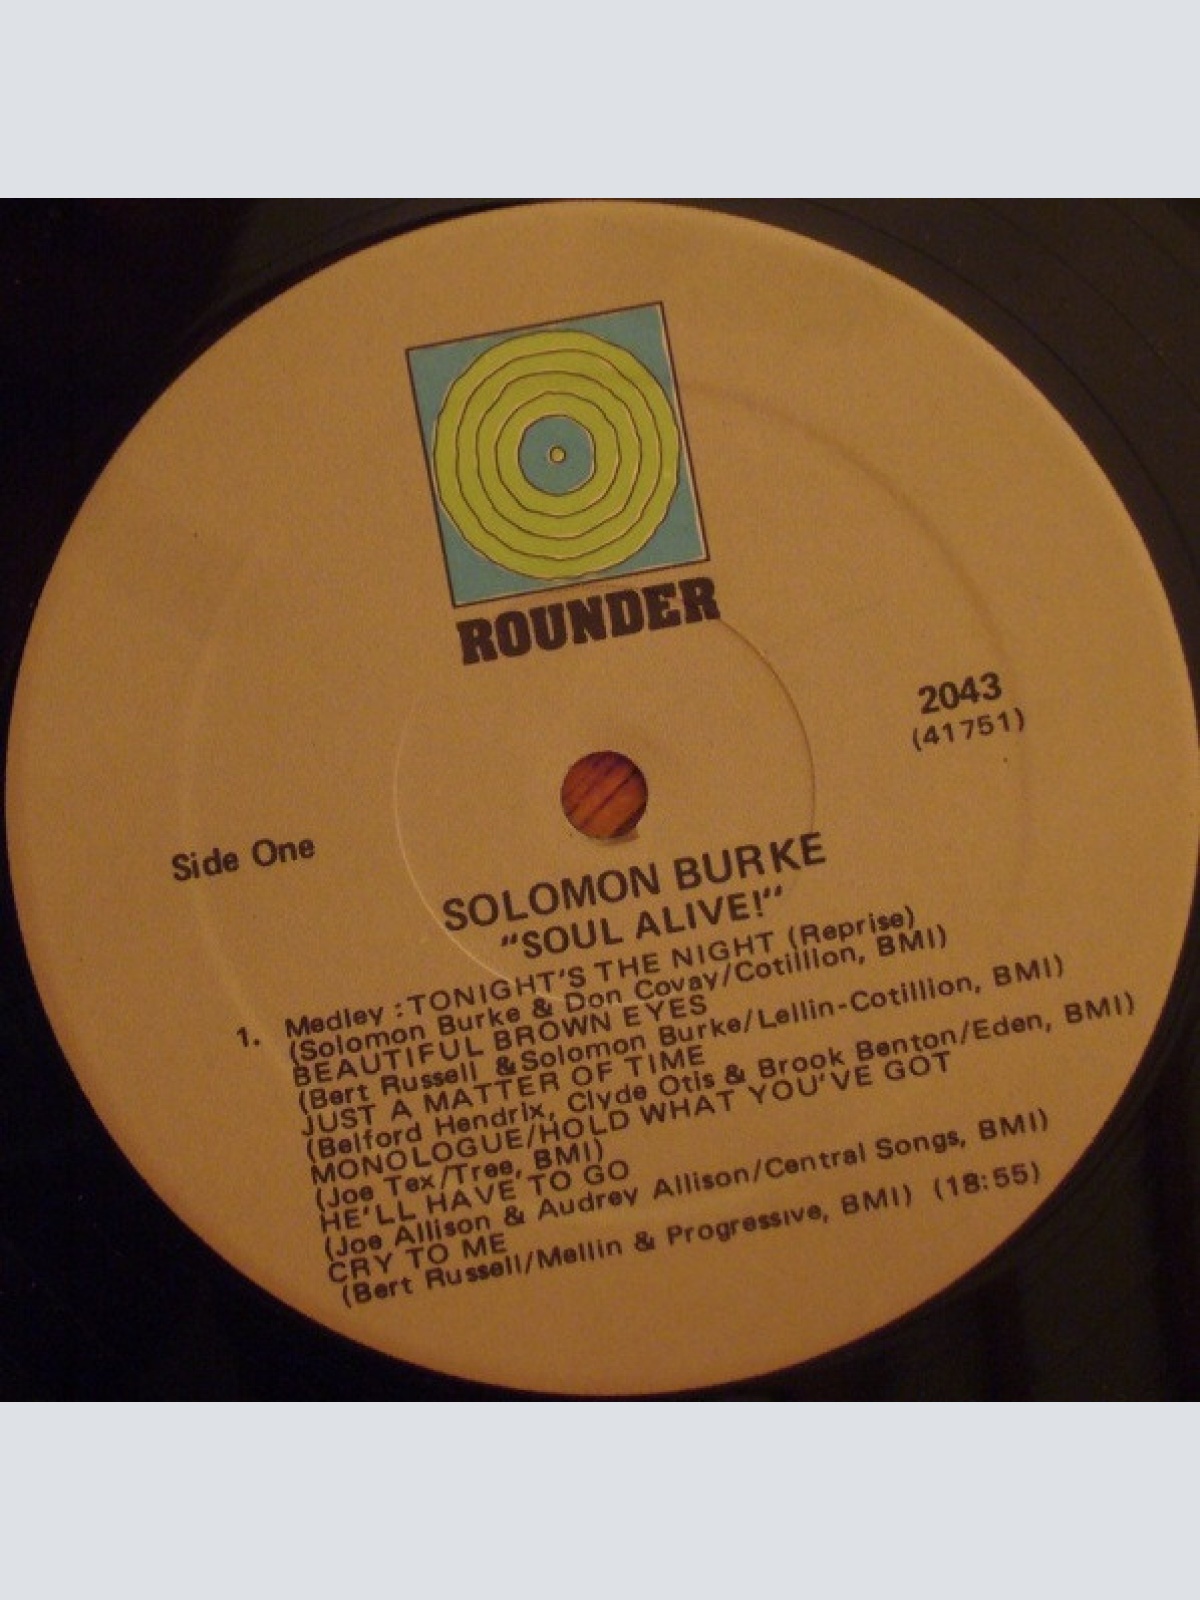 ROUNDER
2043
(41751)
Side One
SOLOMON BURKE
"SOUL ALIVE!"
1. Medley : TONIGHT'S THE NIGHT (Reprise)
(Solomon Burke & Don Covay/Cotillion, BMI)
BEAUTIFUL BROWN EYES
(Bert Russell & Solomon Burke/Lellin-Cotillion, BMI)
JUST A MATTER OF TIME
(Belford Hendrix, Clyde Otis & Brook Benton/Eden, BMI)
MONOLOGUE/HOLD WHAT YOU'VE GOT
(Joe Tex/Tree, BMI)
HE'LL HAVE TO GO
(Joe Allison & Audrey Allison/Central Songs, BMI)
CRY TO ME
(Bert Russell/Mellin & Progressive, BMI) (18:55)